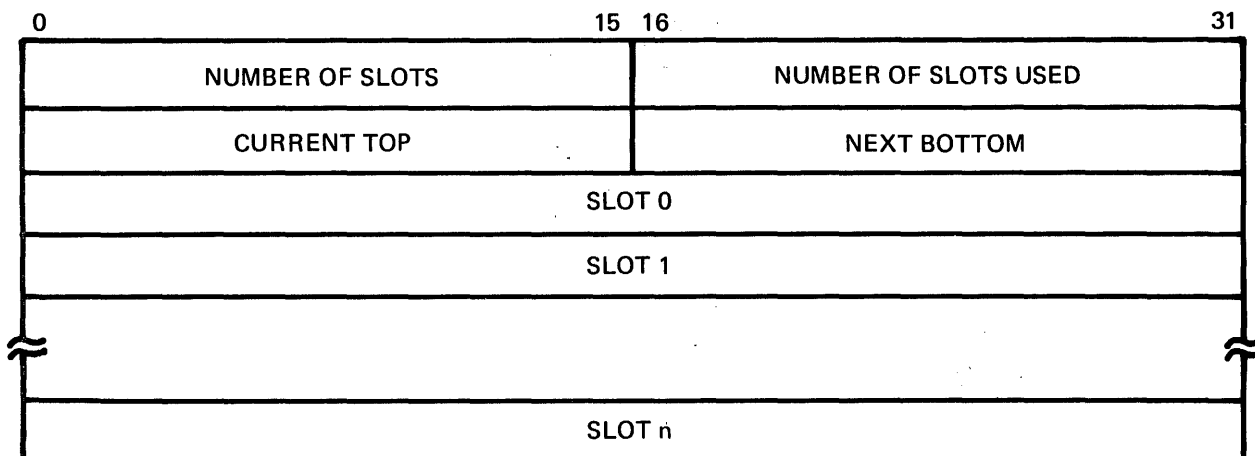 0 15 16 31
NUMBER OF SLOTS NUMBER OF SLOTS USED
CURRENT TOP NEXT BOTTOM
SLOT 0
SLOT 1
SLOT n